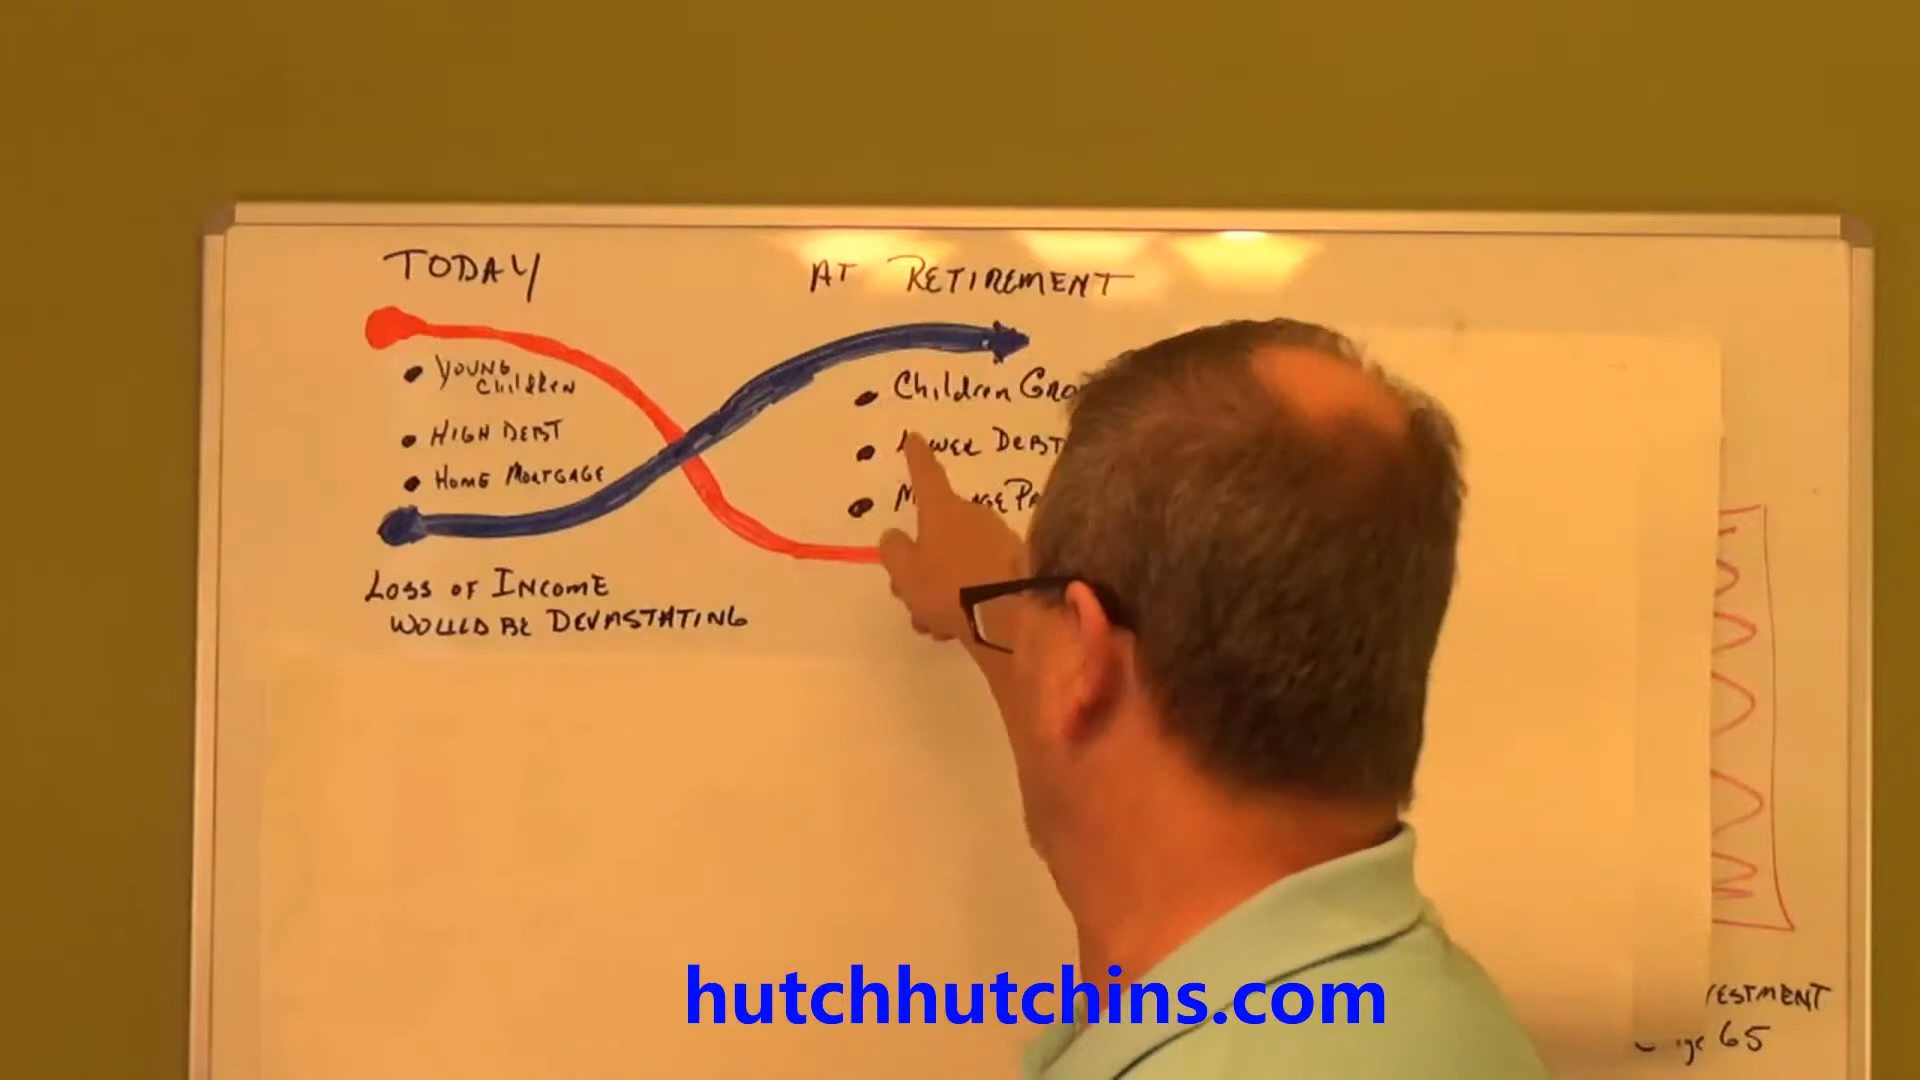 TODAY
AT RETIREMENT
YOUNG
children
HIGH DEBT
HOME MORTGAGE
Children
DEBT
LOSS OF INCOME
WOULD BE DEVASTATING
hutchhutchins.com
65